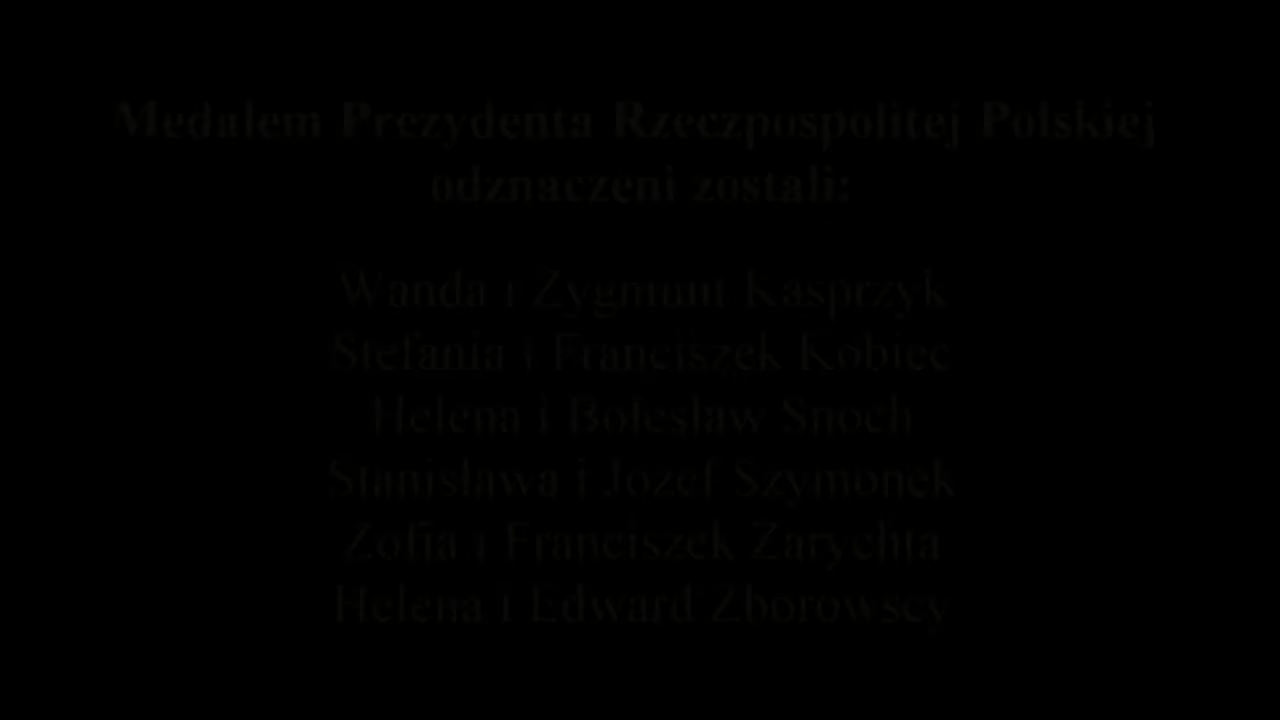 Medalem Prezydenta Rzeczpospolitej Polskiej
odznaczeni zostali:
Wanda i Zygmunt Kasprzyk
Stefania i Franciszek Kobiec
Helena i Bolesław Snoch
Stanisława i Józef Szymonek
Zofia i Franciszek Zarychta
Helena i Edward Zborowscy